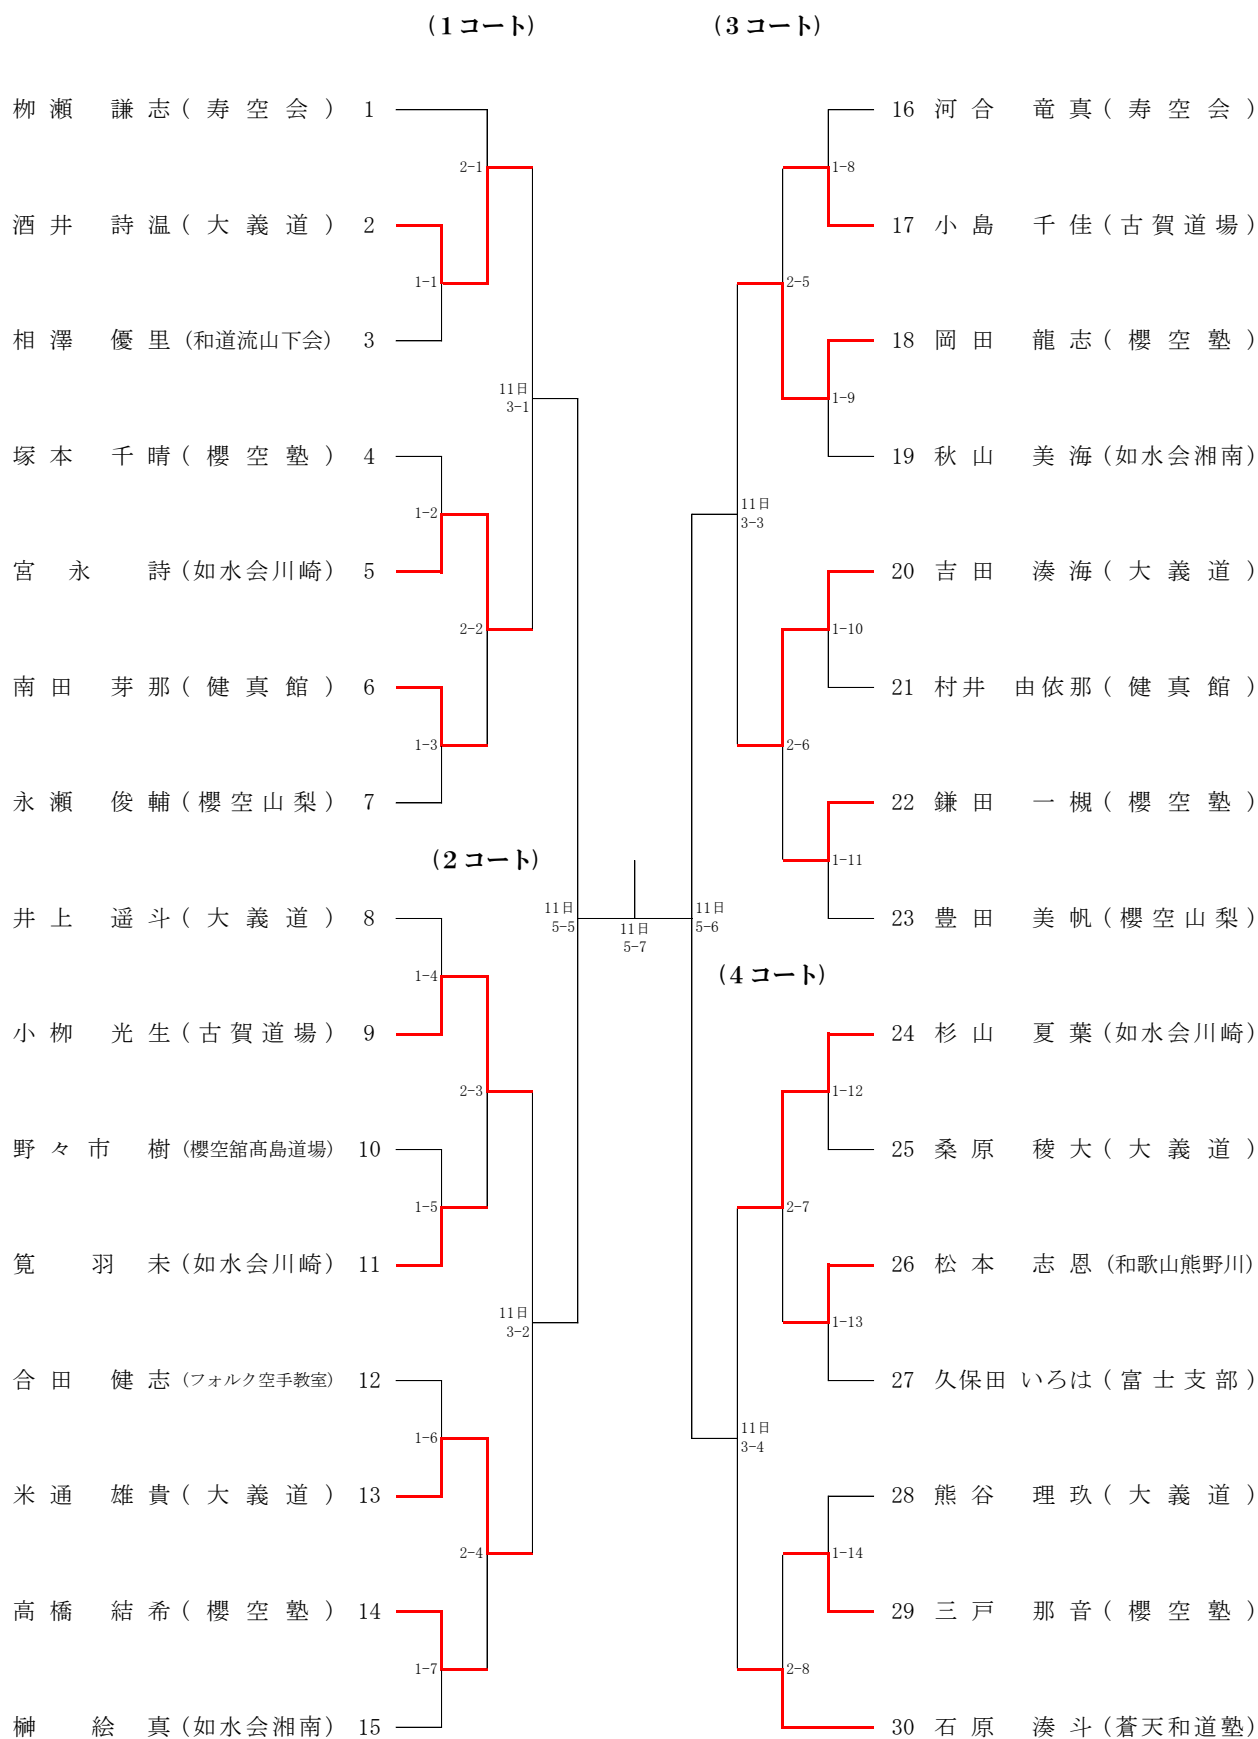 (1コート)
柳瀬 謙志(寿空会) 1
2-1
酒井 詩温(大義道) 2
1-1
相澤 優里(和道流山下会) 3
11日
3-1
塚本 千晴(櫻空塾) 4
1-2
宮永 詩(如水会川崎) 5
2-2
南田 芽那(健真館) 6
1-3
永瀬 俊輔(櫻空山梨) 7
(2コート)
井上 遥斗(大義道) 8
1-4
小栁 光生(古賀道場) 9
2-3
野々市 樹(櫻空舘髙島道場) 10
1-5
筧 羽未(如水会川崎) 11
11日
3-2
合田 健志(フォルク空手教室) 12
1-6
米通 雄貴(大義道) 13
2-4
高橋 結希(櫻空塾) 14
1-7
榊 絵真(如水会湘南) 15
11日
5-5
11日
5-7
11日
5-6
(3コート)
16 河合 竜真(寿空会)
1-8
17 小島 千佳(古賀道場)
2-5
18 岡田 龍志(櫻空塾)
1-9
19 秋山 美海(如水会湘南)
11日
3-3
20 吉田 湊海(大義道)
1-10
21 村井 由依那(健真館)
2-6
22 鎌田 一槻(櫻空塾)
1-11
23 豊田 美帆(櫻空山梨)
(4コート)
24 杉山 夏葉(如水会川崎)
1-12
25 桑原 稜大(大義道)
2-7
26 松本 志恩(和歌山熊野川)
1-13
27 久保田 いろは(富士支部)
11日
3-4
28 熊谷 理玖(大義道)
1-14
29 三戸 那音(櫻空塾)
2-8
30 石原 湊斗(蒼天和道塾)